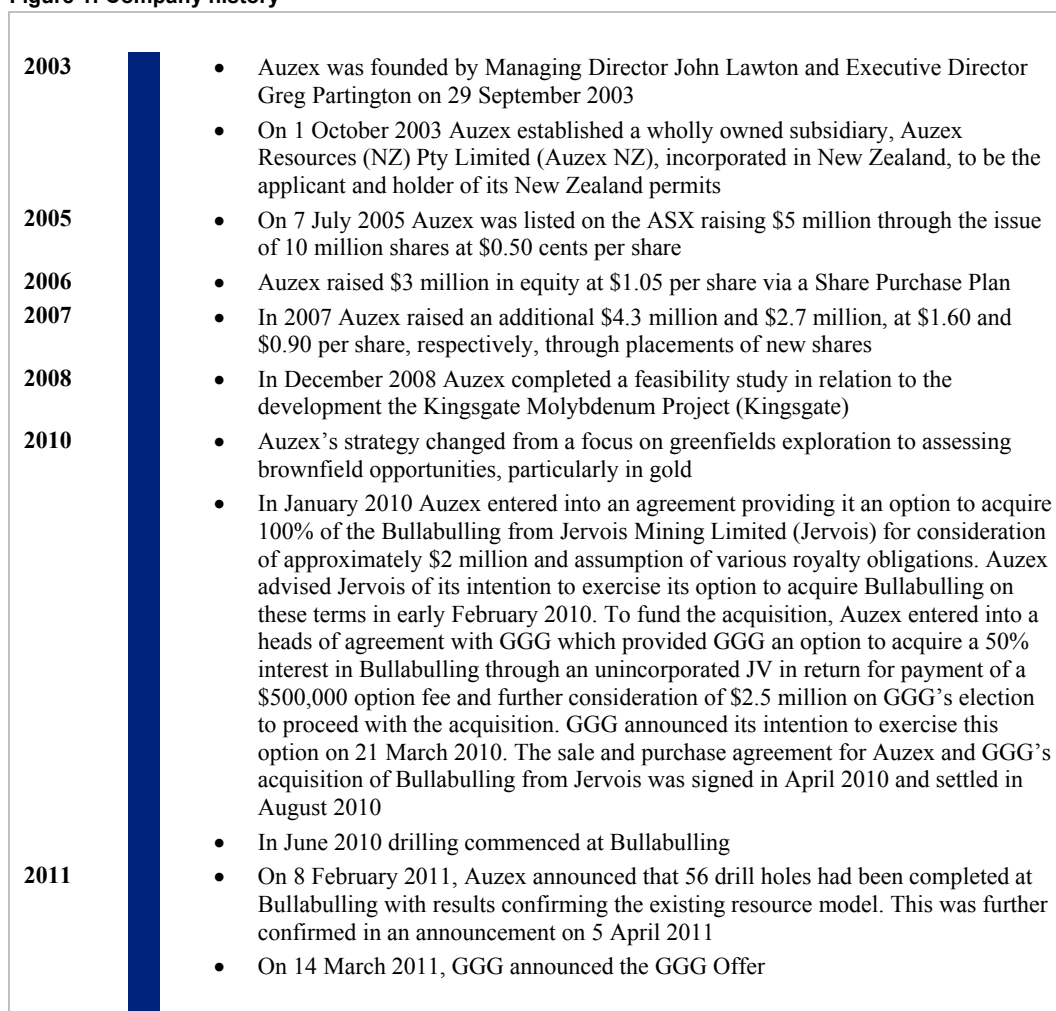 2003
• Auzex was founded by Managing Director John Lawton and Executive Director
Greg Partington on 29 September 2003
• On 1 October 2003 Auzex established a wholly owned subsidiary, Auzex
Resources (NZ) Pty Limited (Auzex NZ), incorporated in New Zealand, to be the
applicant and holder of its New Zealand permits
2005
• On 7 July 2005 Auzex was listed on the ASX raising $5 million through the issue
of 10 million shares at $0.50 cents per share
2006
• Auzex raised $3 million in equity at $1.05 per share via a Share Purchase Plan
2007
• In 2007 Auzex raised an additional $4.3 million and $2.7 million, at $1.60 and
$0.90 per share, respectively, through placements of new shares
2008
• In December 2008 Auzex completed a feasibility study in relation to the
development the Kingsgate Molybdenum Project (Kingsgate)
2010
• Auzex’s strategy changed from a focus on greenfields exploration to assessing
brownfield opportunities, particularly in gold
• In January 2010 Auzex entered into an agreement providing it an option to acquire
100% of the Bullabulling from Jervois Mining Limited (Jervois) for consideration
of approximately $2 million and assumption of various royalty obligations. Auzex
advised Jervois of its intention to exercise its option to acquire Bullabulling on
these terms in early February 2010. To fund the acquisition, Auzex entered into a
heads of agreement with GGG which provided GGG an option to acquire a 50%
interest in Bullabulling through an unincorporated JV in return for payment of a
$500,000 option fee and further consideration of $2.5 million on GGG’s election
to proceed with the acquisition. GGG announced its intention to exercise this
option on 21 March 2010. The sale and purchase agreement for Auzex and GGG’s
acquisition of Bullabulling from Jervois was signed in April 2010 and settled in
August 2010
• In June 2010 drilling commenced at Bullabulling
2011
• On 8 February 2011, Auzex announced that 56 drill holes had been completed at
Bullabulling with results confirming the existing resource model. This was further
confirmed in an announcement on 5 April 2011
• On 14 March 2011, GGG announced the GGG Offer